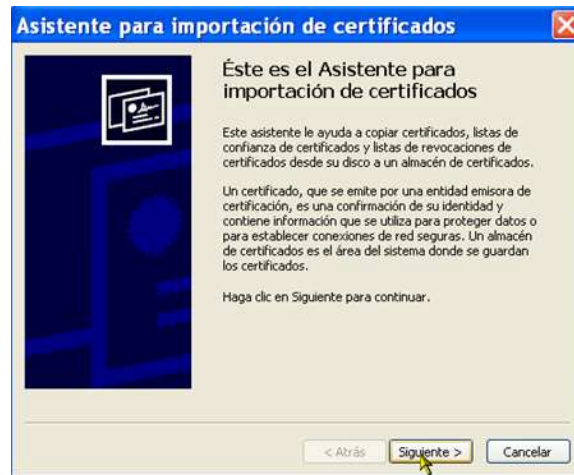 Asistente para importación de certificados
Éste es el Asistente para
importación de certificados
Este asistente le ayuda a copiar certificados, listas de
confianza de certificados y listas de revocaciones de
certificados desde su disco a un almacén de certificados.
Un certificado, que se emite por una entidad emisora de
certificación, es una confirmación de su identidad y
contiene información que se utiliza para proteger datos o
para establecer conexiones de red seguras. Un almacén
de certificados es el área del sistema donde se guardan
los certificados.
Haga clic en Siguiente para continuar.
< Atrás Siguiente > Cancelar